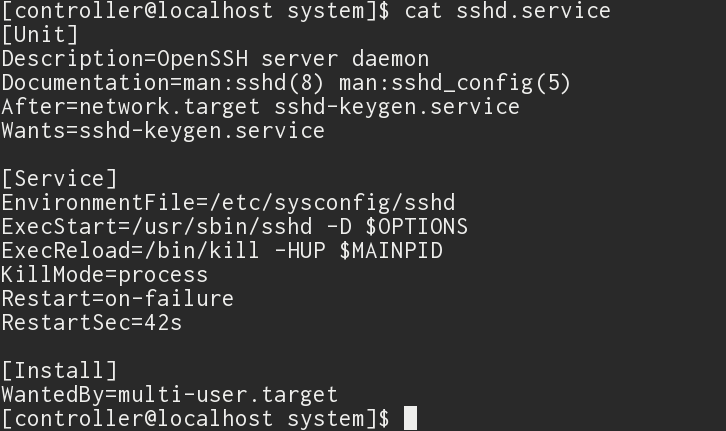 [controller@localhost system]$ cat sshd.service
[Unit]
Description=OpenSSH server daemon
Documentation=man:sshd(8) man:sshd_config(5)
After=network.target sshd-keygen.service
Wants=sshd-keygen.service

[Service]
EnvironmentFile=/etc/sysconfig/sshd
ExecStart=/usr/sbin/sshd -D $OPTIONS
ExecReload=/bin/kill -HUP $MAINPID
KillMode=process
Restart=on-failure
RestartSec=42s

[Install]
WantedBy=multi-user.target
[controller@localhost system]$